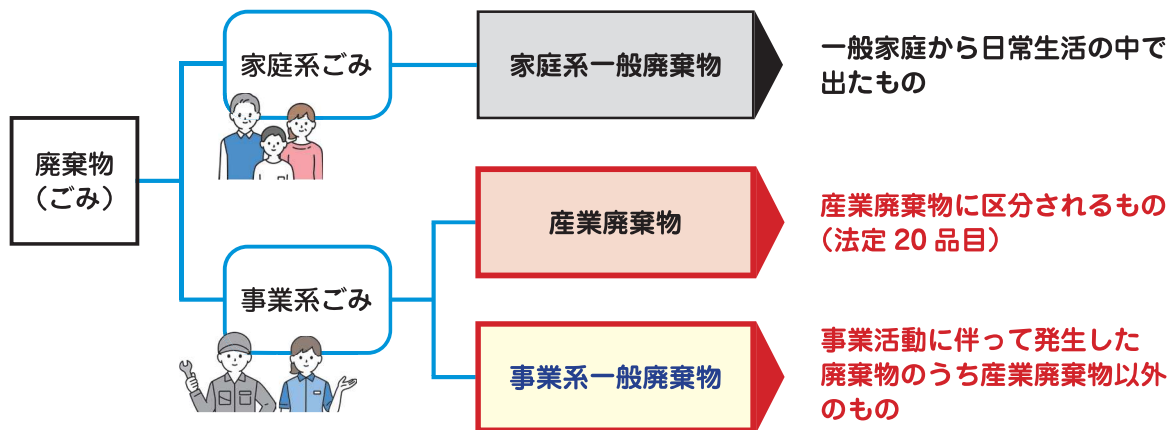 廃棄物
（ごみ）
家庭系ごみ
家庭系一般廃棄物
一般家庭から日常生活の中で
出たもの
事業系ごみ
産業廃棄物
産業廃棄物に区分されるもの
（法定 20 品目）
事業系一般廃棄物
事業活動に伴って発生した
廃棄物のうち産業廃棄物以外
のもの